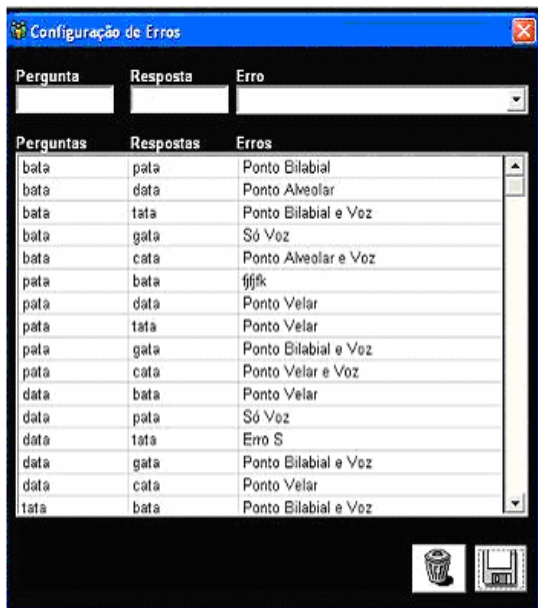 Configuração de Erros
Pergunta Resposta Erro
Perguntas Respostas Erros
bata pata Ponto Bilabial
bata data Ponto Alveolar
bata tata Ponto Bilabial e Voz
bata gata Só Voz
bata cata Ponto Alveolar e Voz
pata bata fjfjfk
pata data Ponto Velar
pata tata Ponto Velar
pata gata Ponto Bilabial e Voz
pata cata Ponto Velar e Voz
data bata Ponto Velar
data pata Só Voz
data tata Erro S
data gata Ponto Bilabial e Voz
data cata Ponto Velar
tata bata Ponto Bilabial e Voz